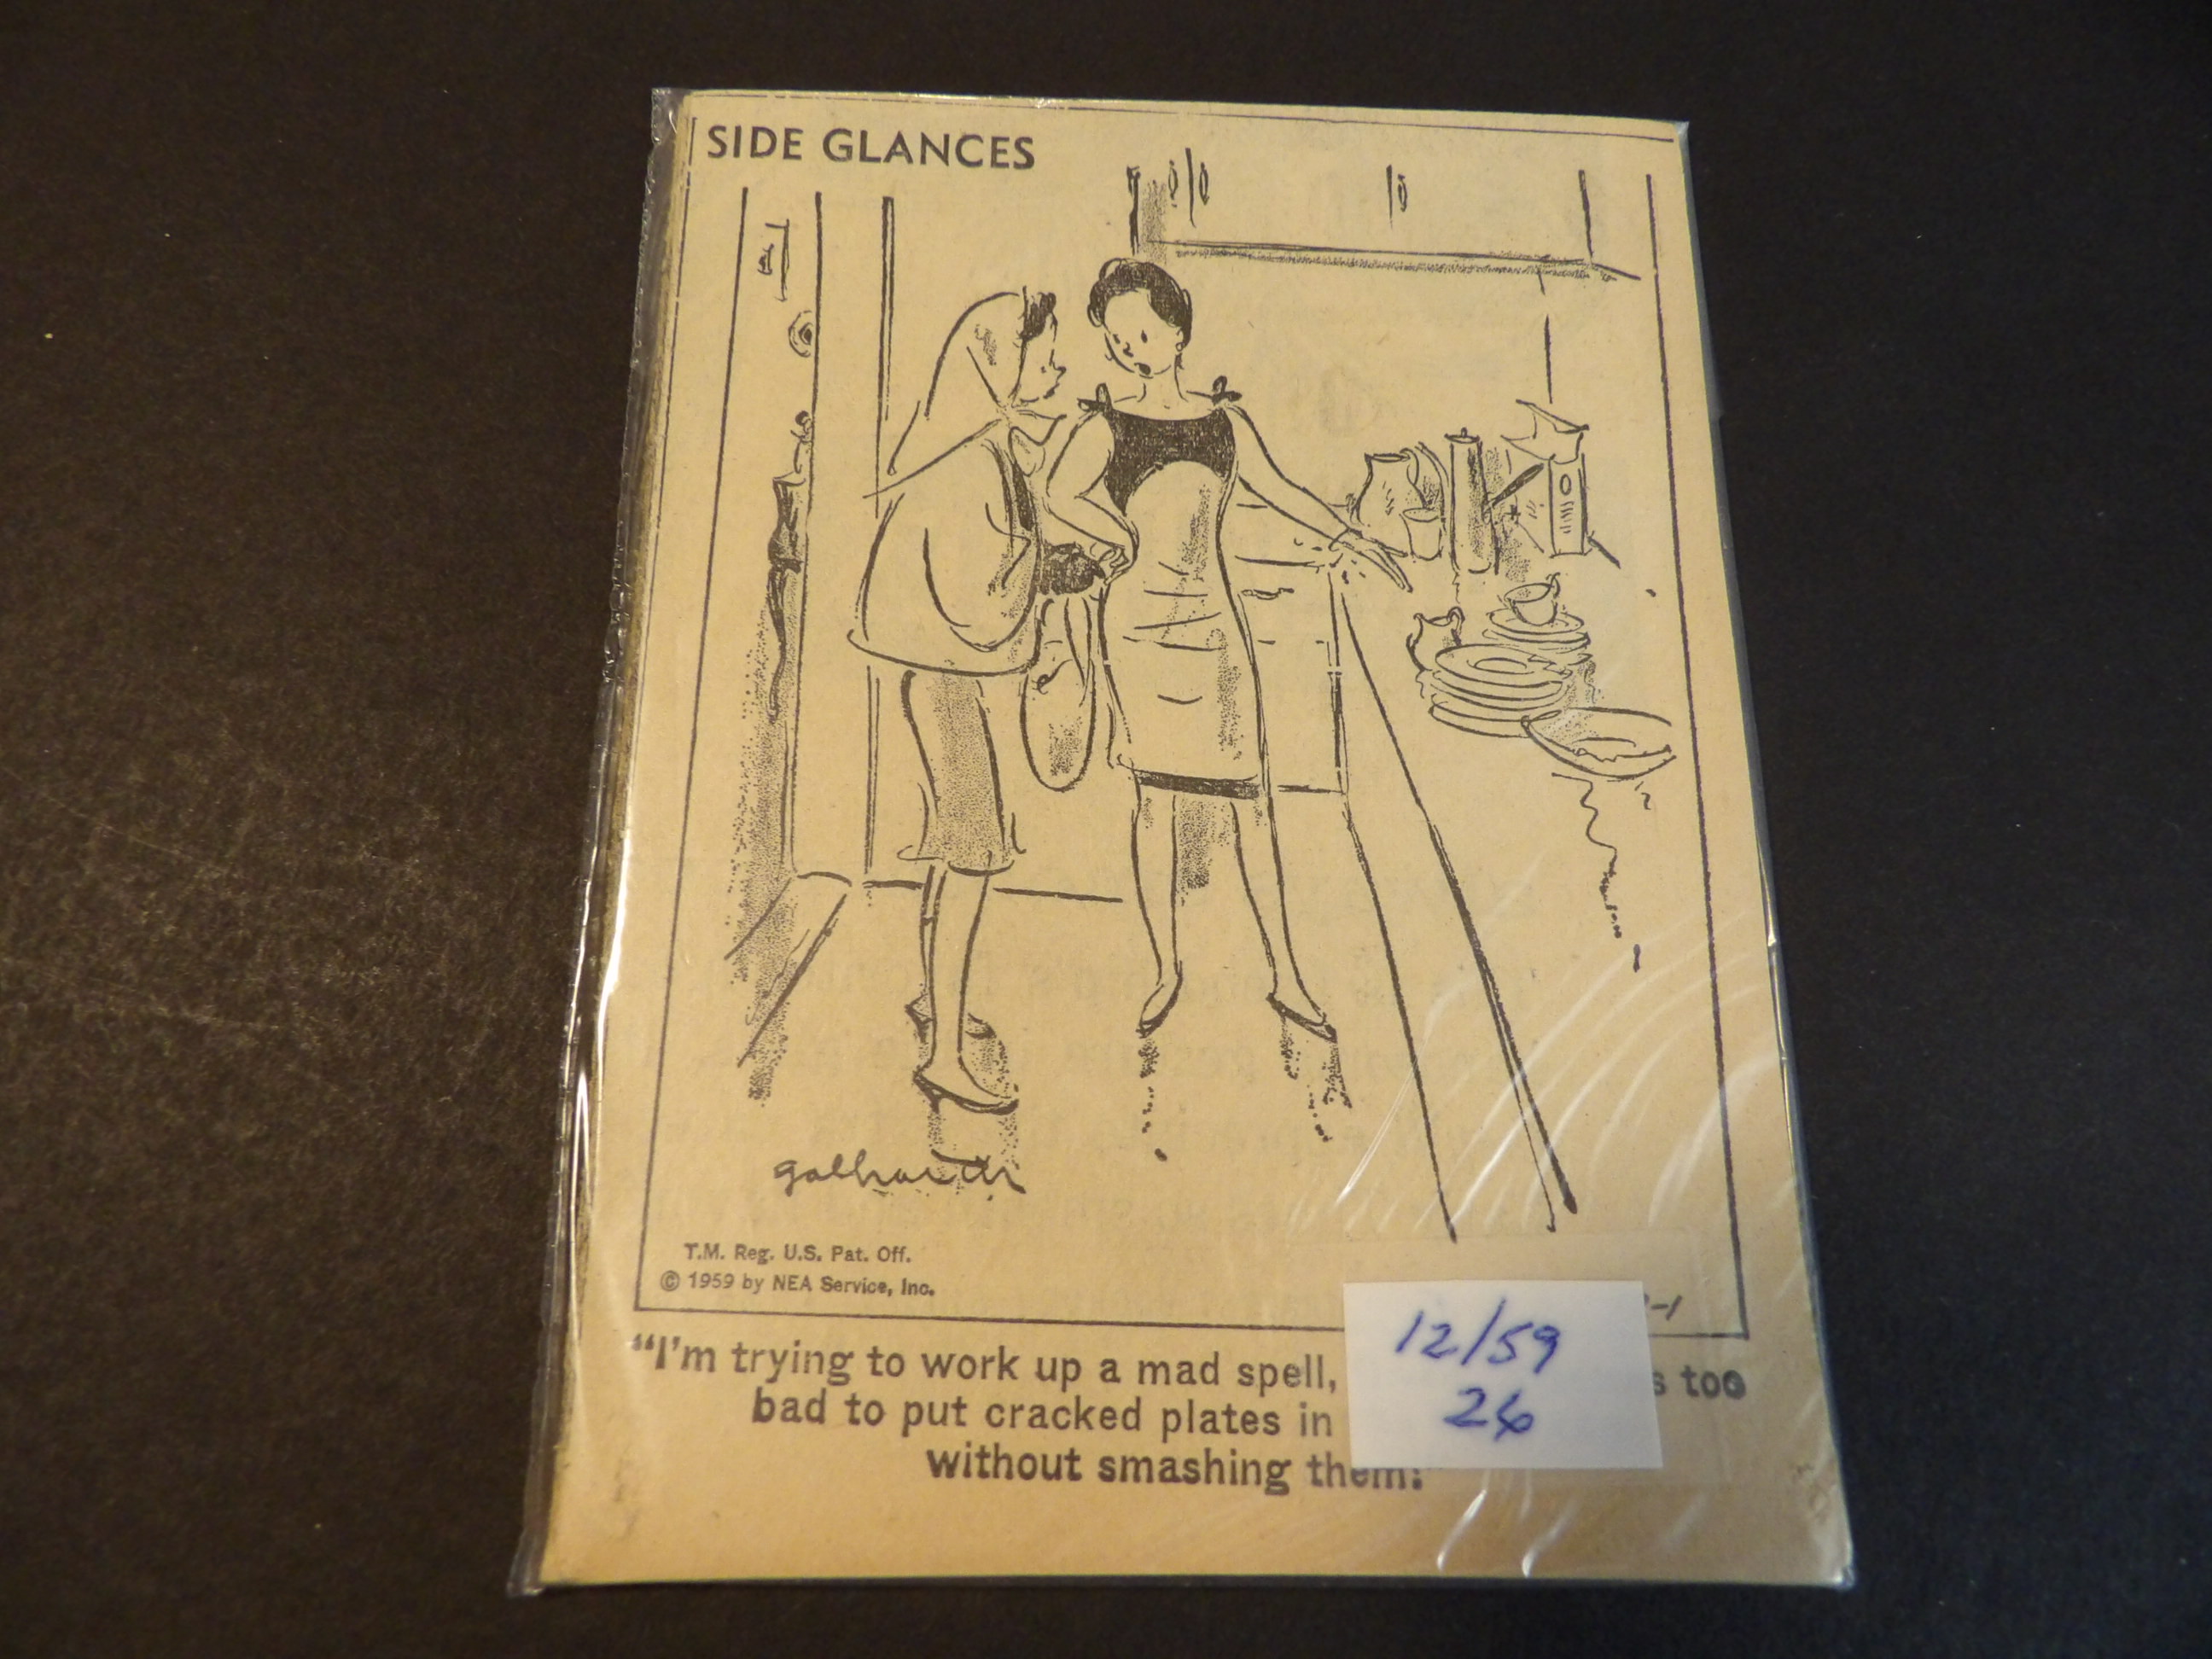 SIDE GLANCES
galbraith
T.M. Reg. U.S. Pat. Off.
© 1959 by NEA Service, Inc.
-1
12/59
26
"I'm trying to work up a mad spell, s too
bad to put cracked plates in
without smashing them!